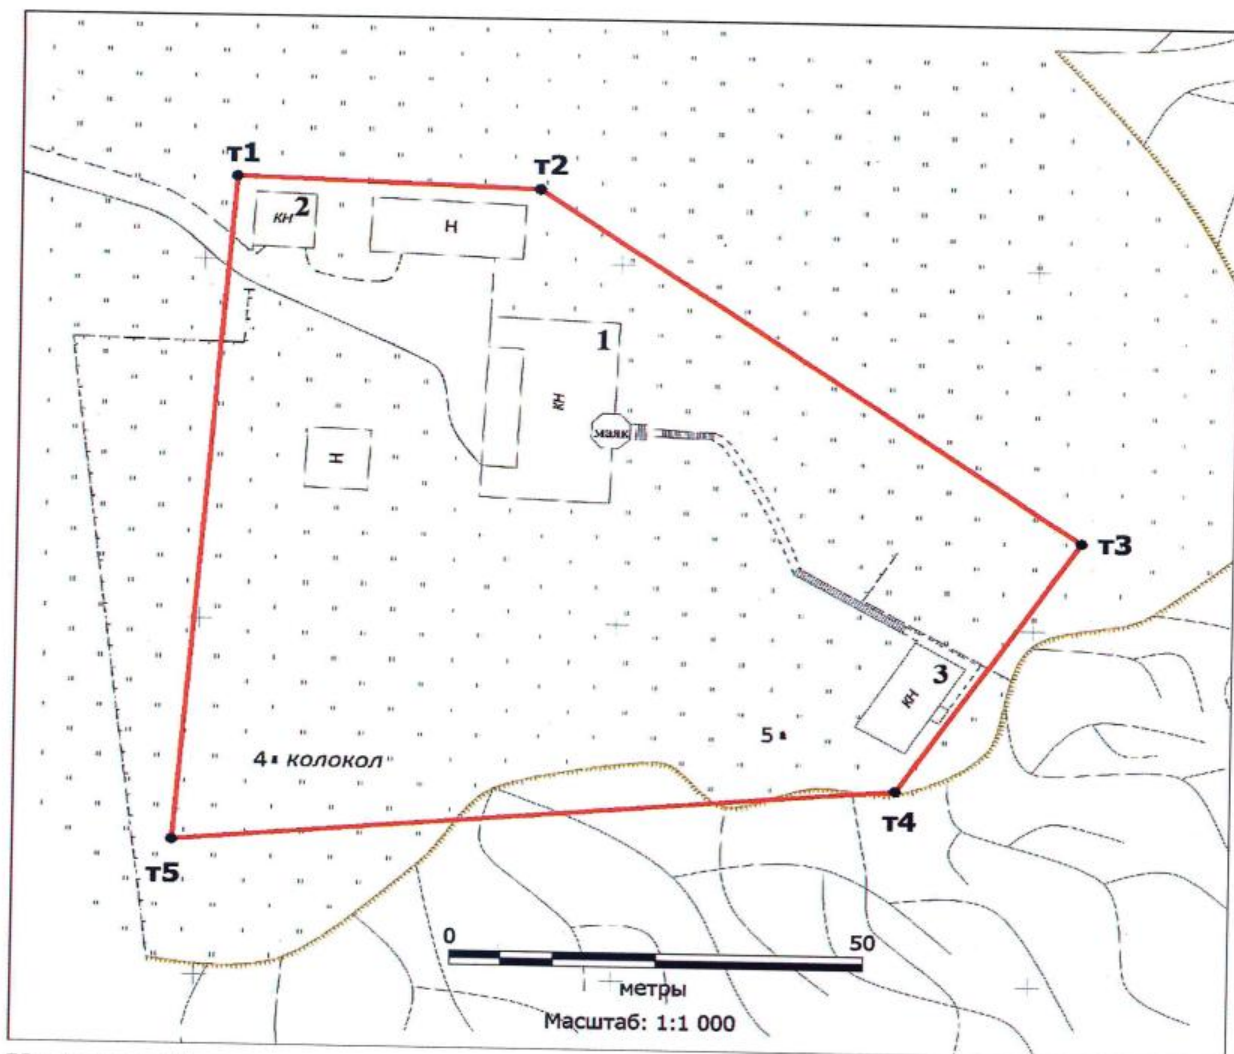 т1
т2
КН 2
Н
1
КН
маяк
Н
т3
3
КН
5
4 колокол
т4
т5
0 50
метры
Масштаб: 1:1 000